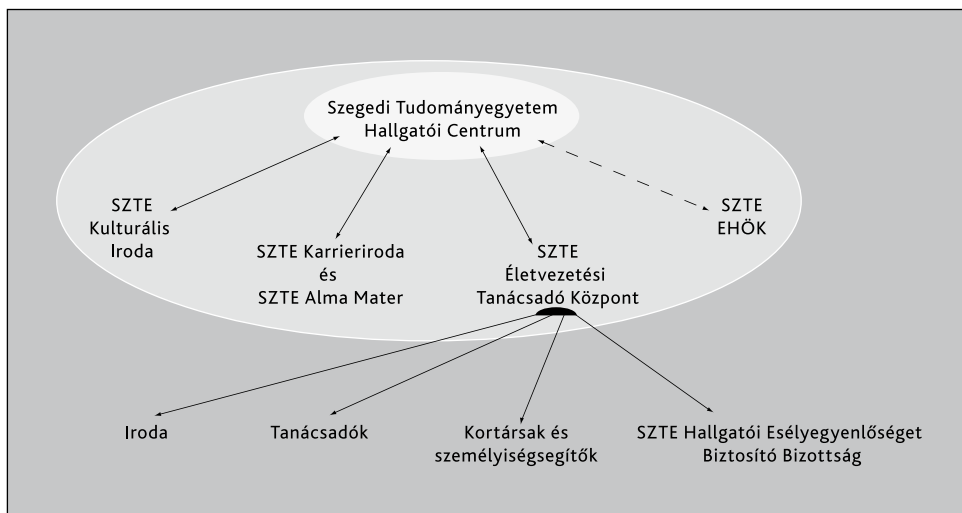 Szegedi Tudományegyetem
Hallgatói Centrum
SZTE
Kulturális
Iroda
SZTE Karrieriroda
és
SZTE Alma Mater
SZTE
Életvezetési
Tanácsadó Központ
SZTE
EHÖK
Iroda
Tanácsadók
Kortársak és
személyiségsegítők
SZTE Hallgatói Esélyegyenlőséget
Biztosító Bizottság